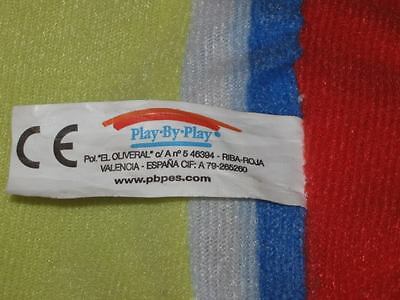 CE
Play·By·Play
Pol."EL OLIVERAL" c/ A nº 5 46394 - RIBA-ROJA
VALENCIA - ESPAÑA CIF: A 79-265260
www.pbpes.com